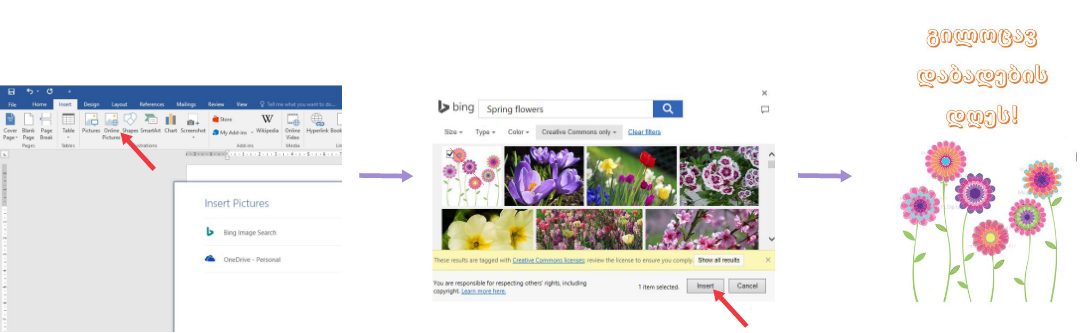 File Home Insert Design Layout References Mailings Review View Tell me what you want to do...
Cover Page Blank Page Page Break Table Pictures Online Pictures Shapes SmartArt Chart Screenshot Store My Add-ins Wikipedia Online Video Hyperlink
Pages Tables Add-ins Media
Insert Pictures
Bing Image Search
OneDrive - Personal
bing Spring flowers
Size Type Color Creative Commons only Clear filters
These results are tagged with Creative Commons licenses; review the license to ensure you comply. Show all results
You are responsible for respecting others' rights, including
copyright. Learn more here.
1 item selected. Insert Cancel
გილოცავ
დაბადების
დღეს!